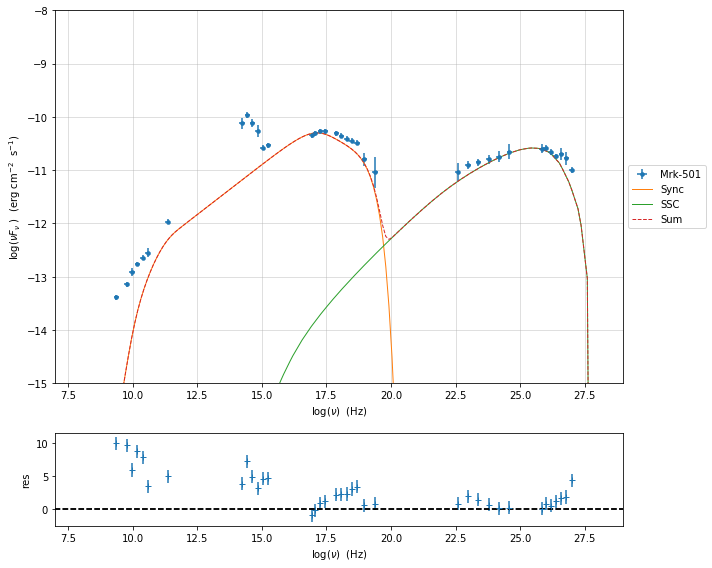 −8
−9
−10
−11
−12
−13
−14
−15
log(νFν ) (erg cm−2 s−1)
7.5 10.0 12.5 15.0 17.5 20.0 22.5 25.0 27.5
log(ν) (Hz)
Mrk-501
Sync
SSC
Sum
10
5
0
res
7.5 10.0 12.5 15.0 17.5 20.0 22.5 25.0 27.5
log(ν) (Hz)